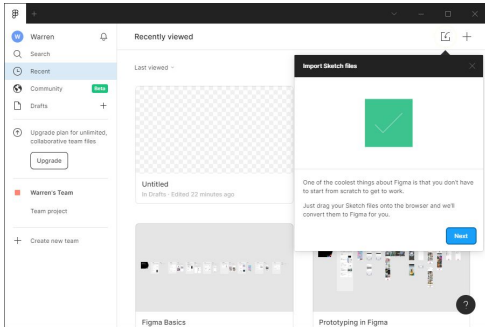 Warren
Search
Recent
Community Beta
Drafts
Upgrade plan for unlimited,
collaborative team files
Upgrade
Warren's Team
Team project
Create new team
Recently viewed
Last viewed
Untitled
In Drafts · Edited 22 minutes ago
Figma Basics
Prototyping in Figma
Import Sketch files
One of the coolest things about Figma is that you don't have
to start from scratch to get to work.
Just drag your Sketch files onto the browser and we'll
convert them to Figma for you.
Next
W
?